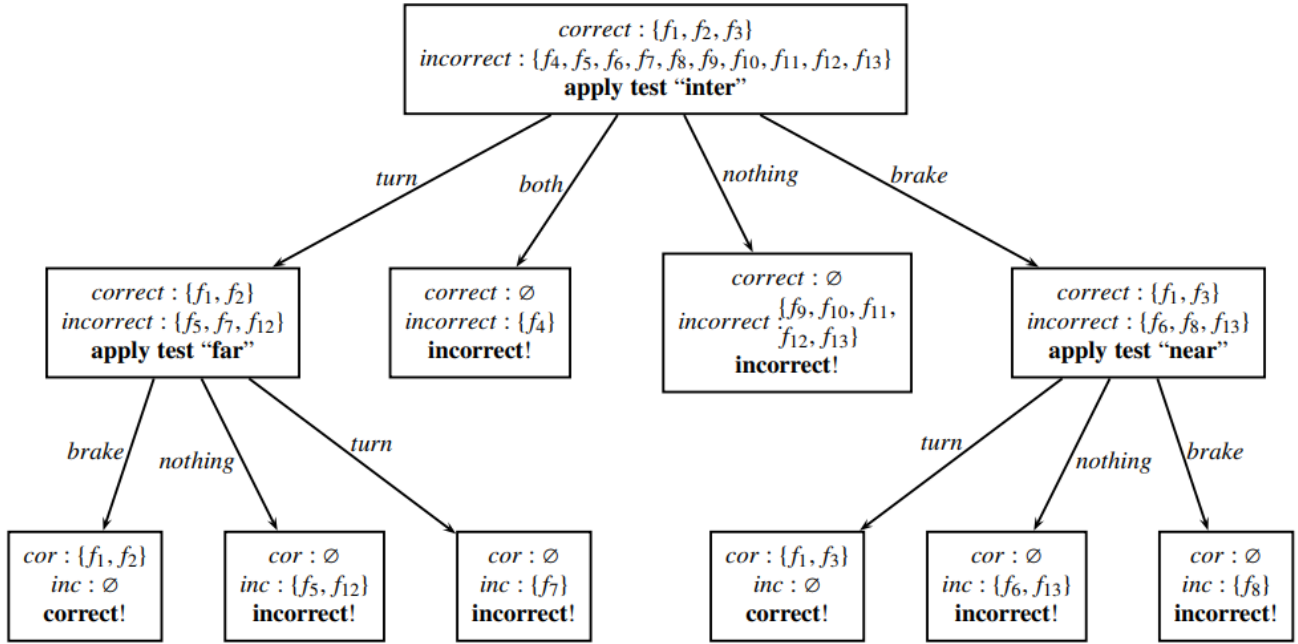 correct : {f1, f2, f3}
incorrect : {f4, f5, f6, f7, f8, f9, f10, f11, f12, f13}
apply test “inter”
turn
both
nothing
brake
correct : {f1, f2}
incorrect : {f5, f7, f12}
apply test “far”
correct : ∅
incorrect : {f4}
incorrect!
correct : ∅
incorrect : {f9, f10, f11,
f12, f13}
incorrect!
correct : {f1, f3}
incorrect : {f6, f8, f13}
apply test “near”
brake
nothing
turn
turn
nothing
brake
cor : {f1, f2}
inc : ∅
correct!
cor : ∅
inc : {f5, f12}
incorrect!
cor : ∅
inc : {f7}
incorrect!
cor : {f1, f3}
inc : ∅
correct!
cor : ∅
inc : {f6, f13}
incorrect!
cor : ∅
inc : {f8}
incorrect!